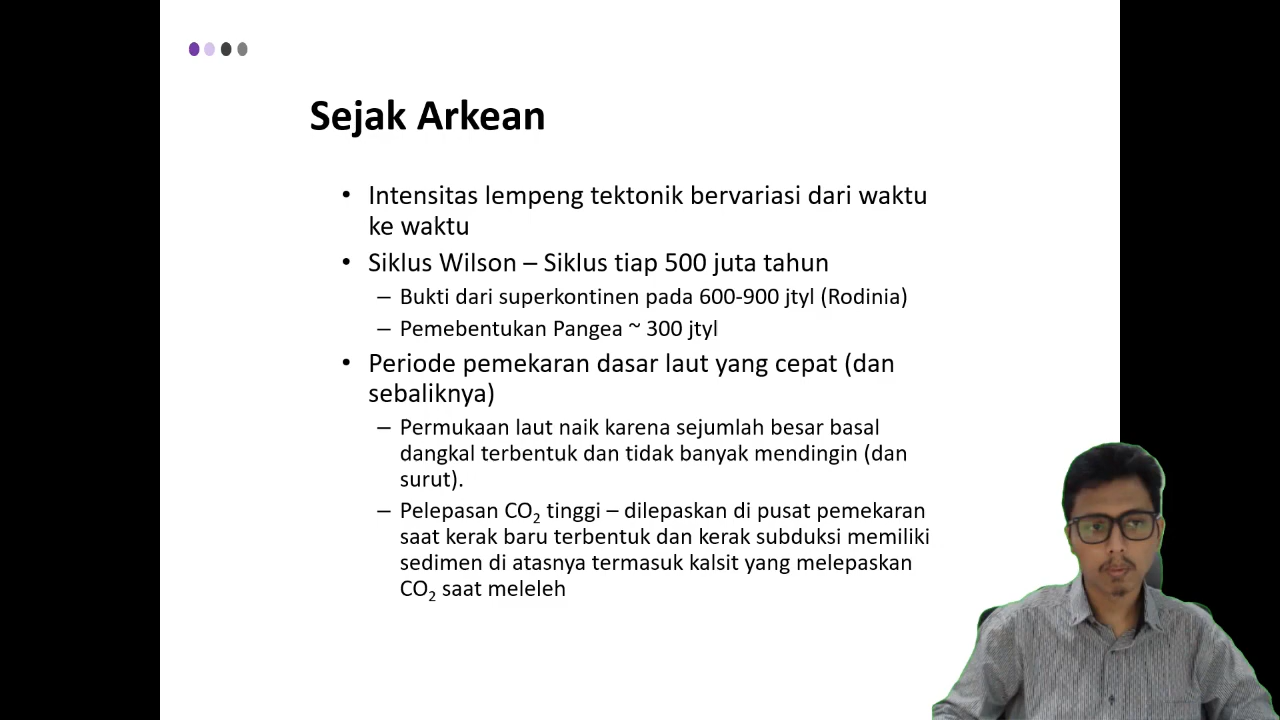 Sejak Arkean
• Intensitas lempeng tektonik bervariasi dari waktu
ke waktu
• Siklus Wilson – Siklus tiap 500 juta tahun
– Bukti dari superkontinen pada 600-900 jtyl (Rodinia)
– Pemebentukan Pangea ~ 300 jtyl
• Periode pemekaran dasar laut yang cepat (dan
sebaliknya)
– Permukaan laut naik karena sejumlah besar basal
dangkal terbentuk dan tidak banyak mendingin (dan
surut).
– Pelepasan CO₂ tinggi – dilepaskan di pusat pemekaran
saat kerak baru terbentuk dan kerak subduksi memiliki
sedimen di atasnya termasuk kalsit yang melepaskan
CO₂ saat meleleh